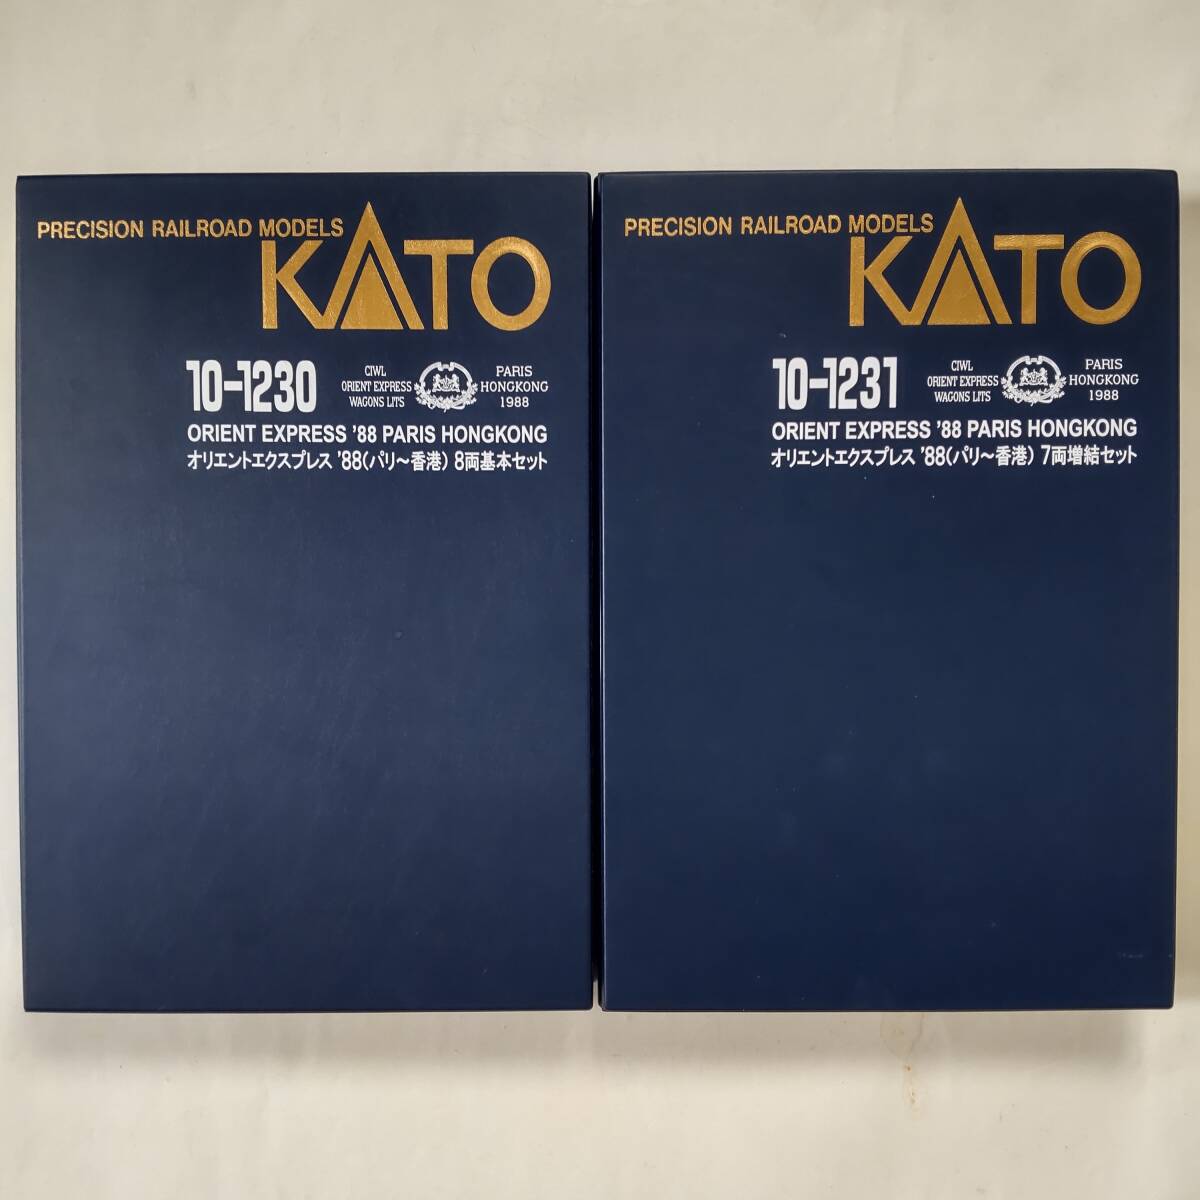 PRECISION RAILROAD MODELS
KATO
10-1230
CIWL
ORIENT EXPRESS
WAGONS LITS
PARIS
HONGKONG
1988
ORIENT EXPRESS '88 PARIS HONGKONG
オリエントエクスプレス '88(パリ〜香港) 8両基本セット
PRECISION RAILROAD MODELS
KATO
10-1231
CIWL
ORIENT EXPRESS
WAGONS LITS
PARIS
HONGKONG
1988
ORIENT EXPRESS '88 PARIS HONGKONG
オリエントエクスプレス '88(パリ〜香港) 7両増結セット